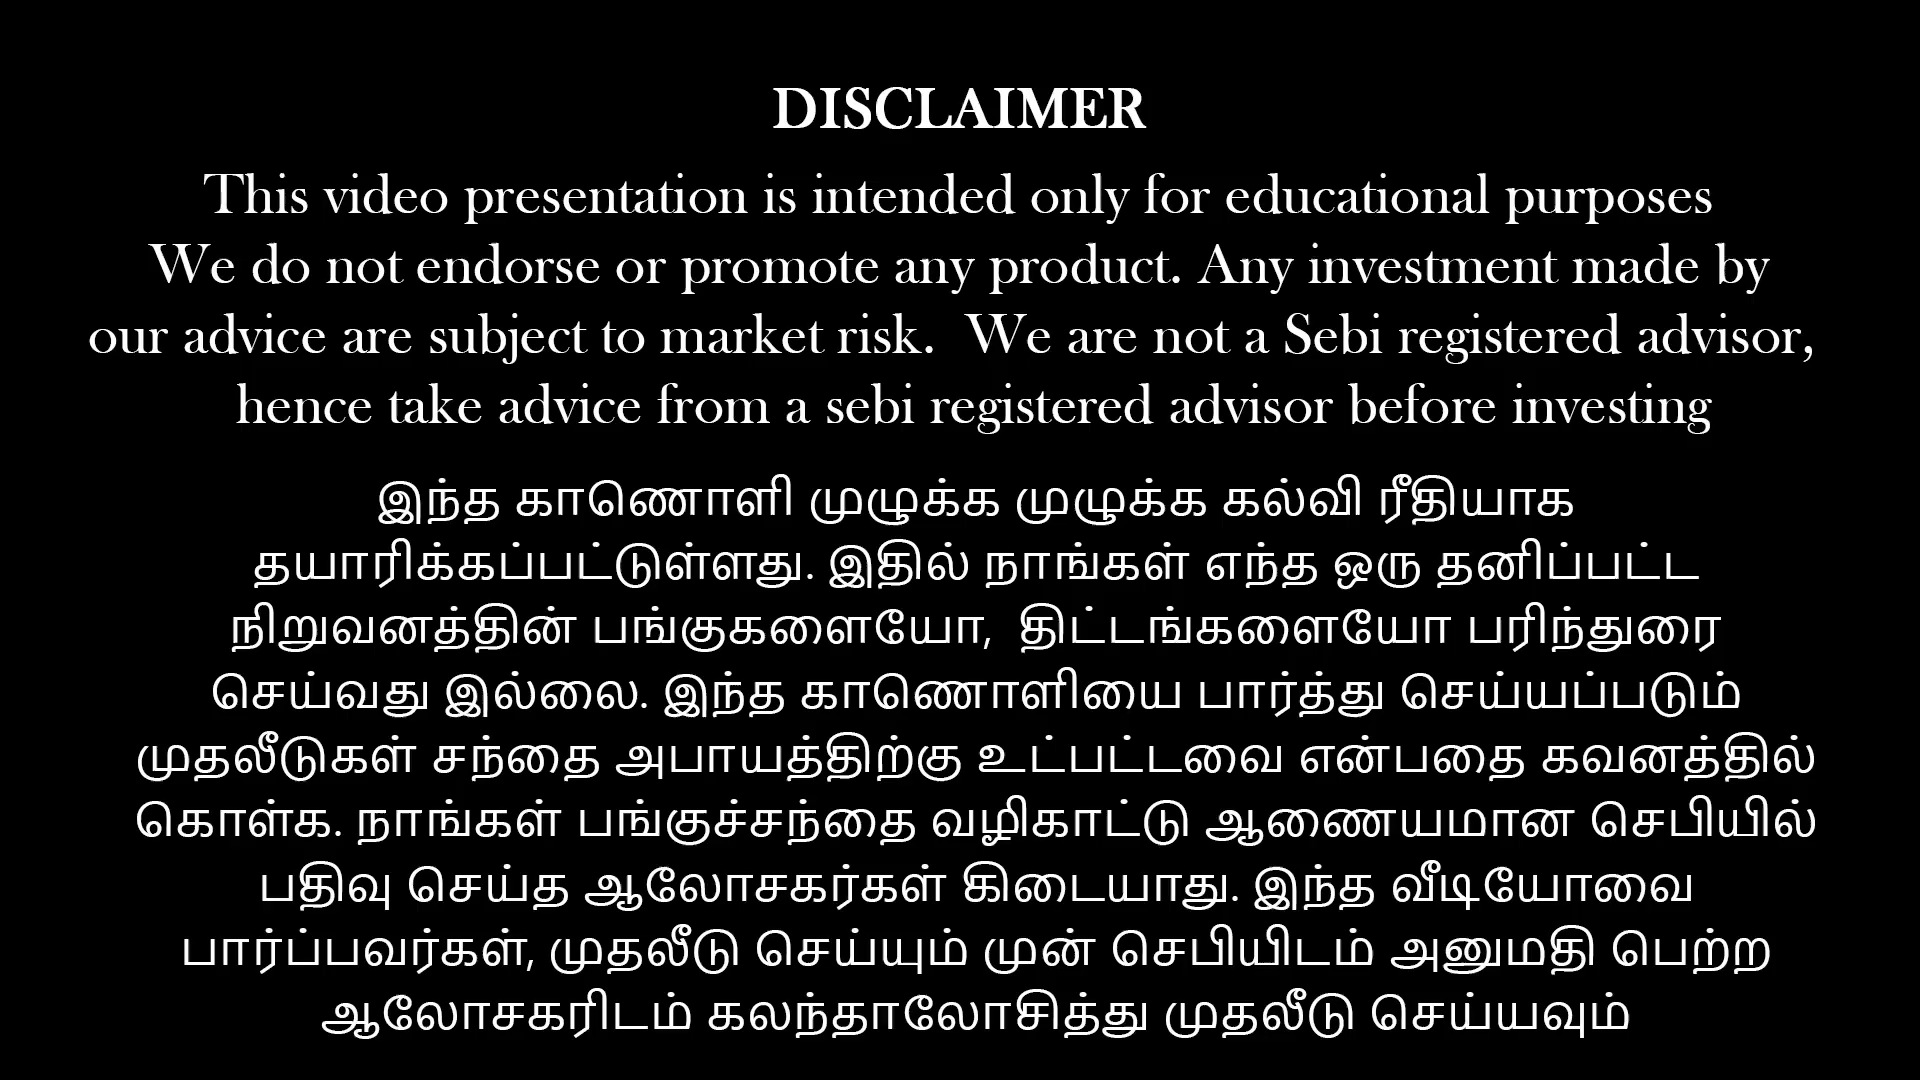 DISCLAIMER
This video presentation is intended only for educational purposes
We do not endorse or promote any product. Any investment made by
our advice are subject to market risk.  We are not a Sebi registered advisor,
hence take advice from a sebi registered advisor before investing
இந்த காணொளி முழுக்க முழுக்க கல்வி ரீதியாக
தயாரிக்கப்பட்டுள்ளது. இதில் நாங்கள் எந்த ஒரு தனிப்பட்ட
நிறுவனத்தின் பங்குகளையோ,  திட்டங்களையோ பரிந்துரை
செய்வது இல்லை. இந்த காணொளியை பார்த்து செய்யப்படும்
முதலீடுகள் சந்தை அபாயத்திற்கு உட்பட்டவை என்பதை கவனத்தில்
கொள்க. நாங்கள் பங்குச்சந்தை வழிகாட்டு ஆணையமான செபியில்
பதிவு செய்த ஆலோசகர்கள் கிடையாது. இந்த வீடியோவை
பார்ப்பவர்கள், முதலீடு செய்யும் முன் செபியிடம் அனுமதி பெற்ற
ஆலோசகரிடம் கலந்தாலோசித்து முதலீடு செய்யவும்